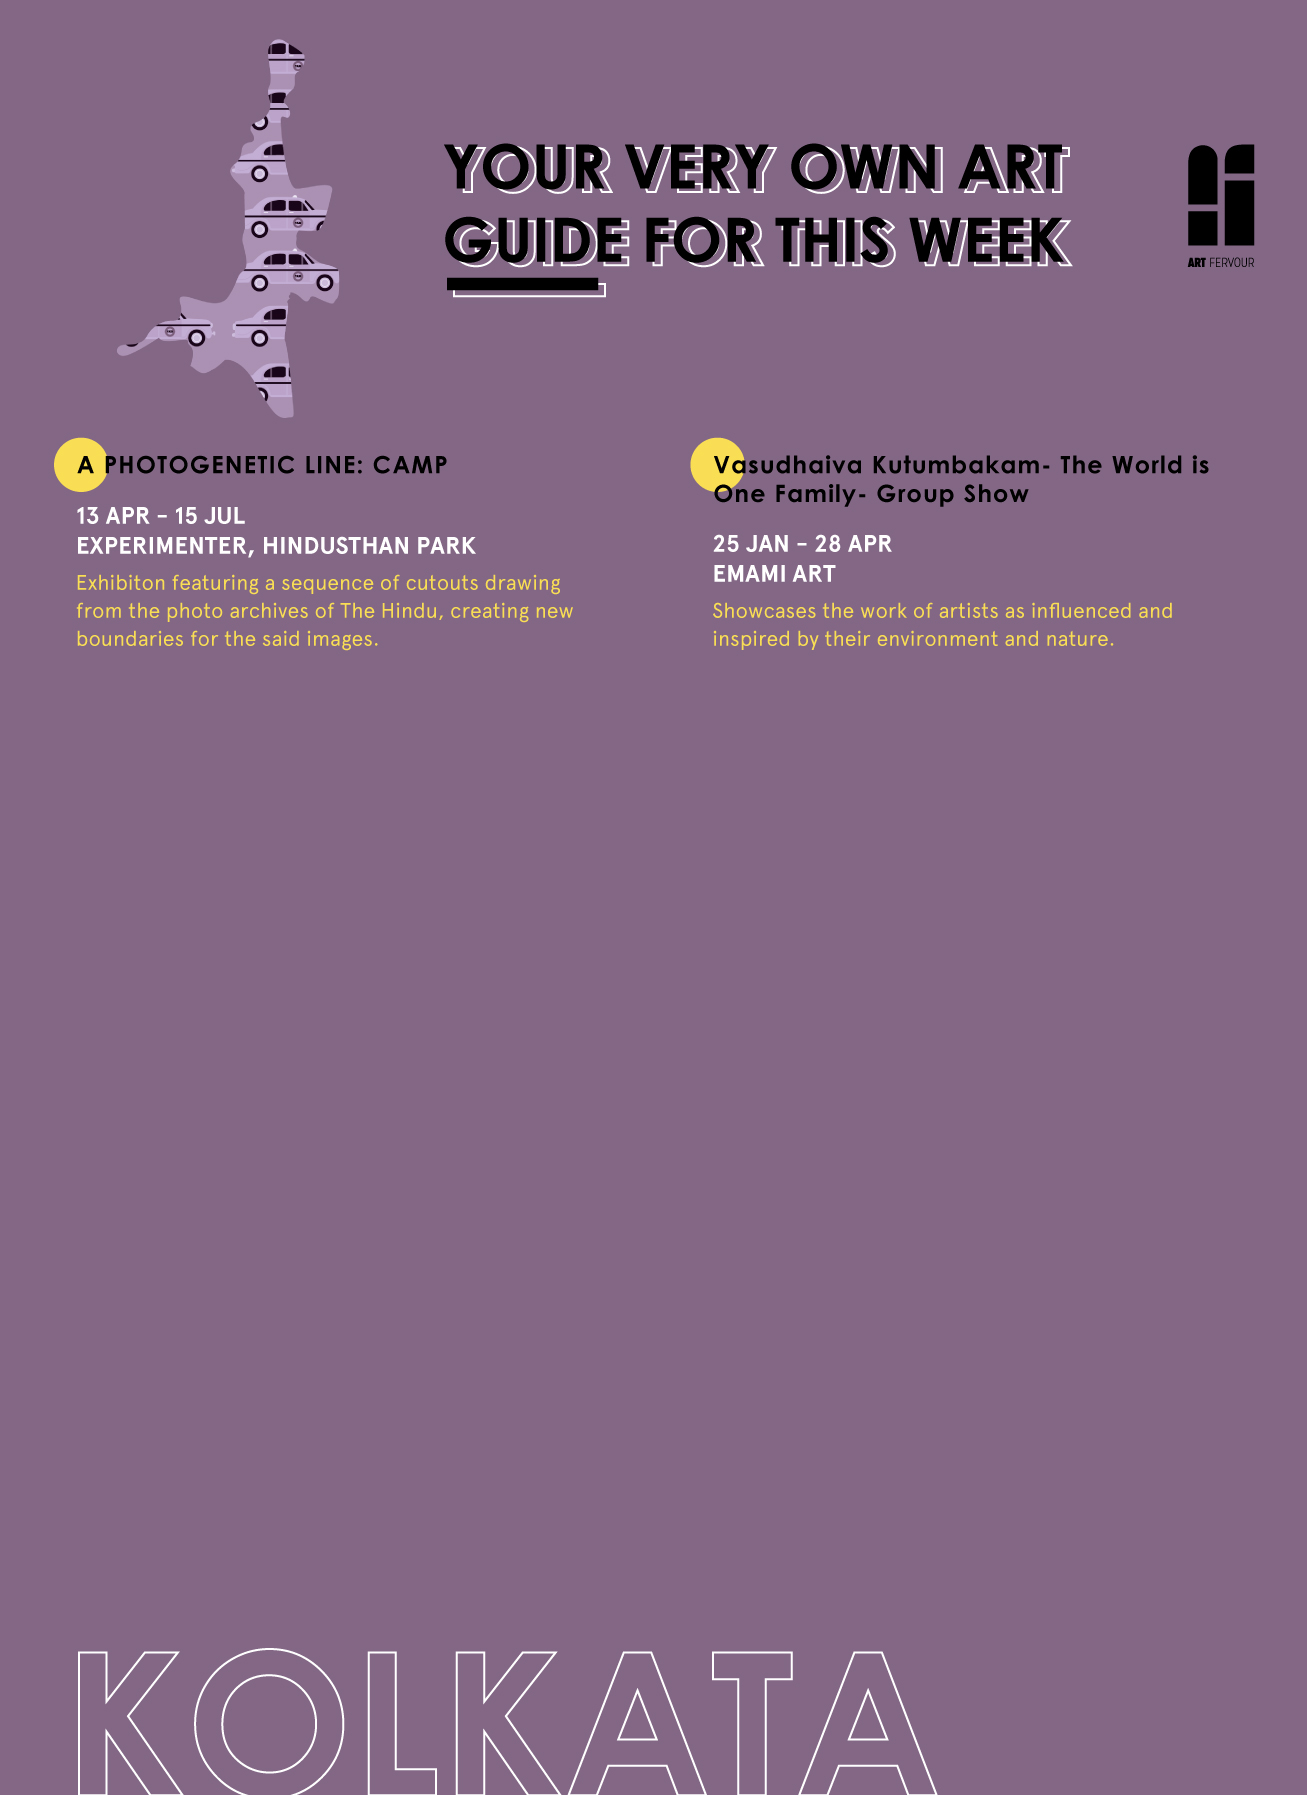 YOUR VERY OWN ART
GUIDE FOR THIS WEEK
ART FERVOUR
A PHOTOGENETIC LINE: CAMP
13 APR – 15 JUL
EXPERIMENTER, HINDUSTHAN PARK
Exhibiton featuring a sequence of cutouts drawing
from the photo archives of The Hindu, creating new
boundaries for the said images.
Vasudhaiva Kutumbakam- The World is
One Family- Group Show
25 JAN – 28 APR
EMAMI ART
Showcases the work of artists as influenced and
inspired by their environment and nature.
KOLKATA